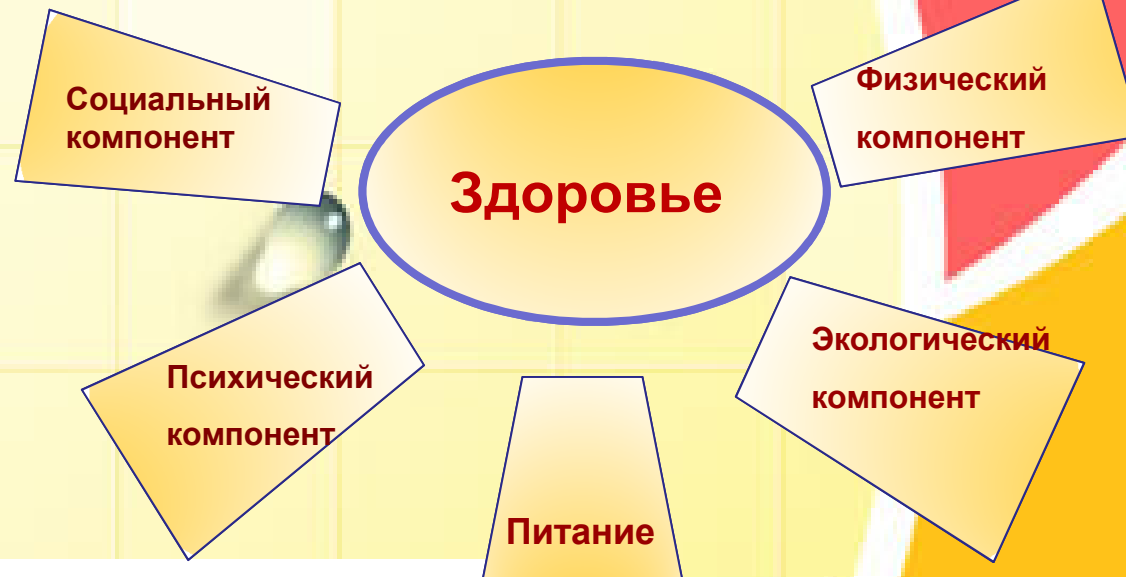 Социальный
компонент
Здоровье
Физический
компонент
Психический
компонент
Экологический
компонент
Питание